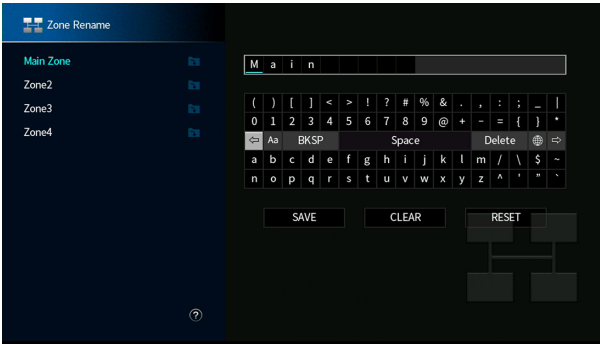 Zone Rename
Main Zone
Zone2
Zone3
Zone4
?
Main
( ) [ ] < > ! ? # % & . , : ; _ |
0 1 2 3 4 5 6 7 8 9 @ + - = { } *
Aa BKSP Space Delete
a b c d e f g h i j k l m / \ $ ~
n o p q r s t u v w x y z ^ ' " `
SAVE CLEAR RESET